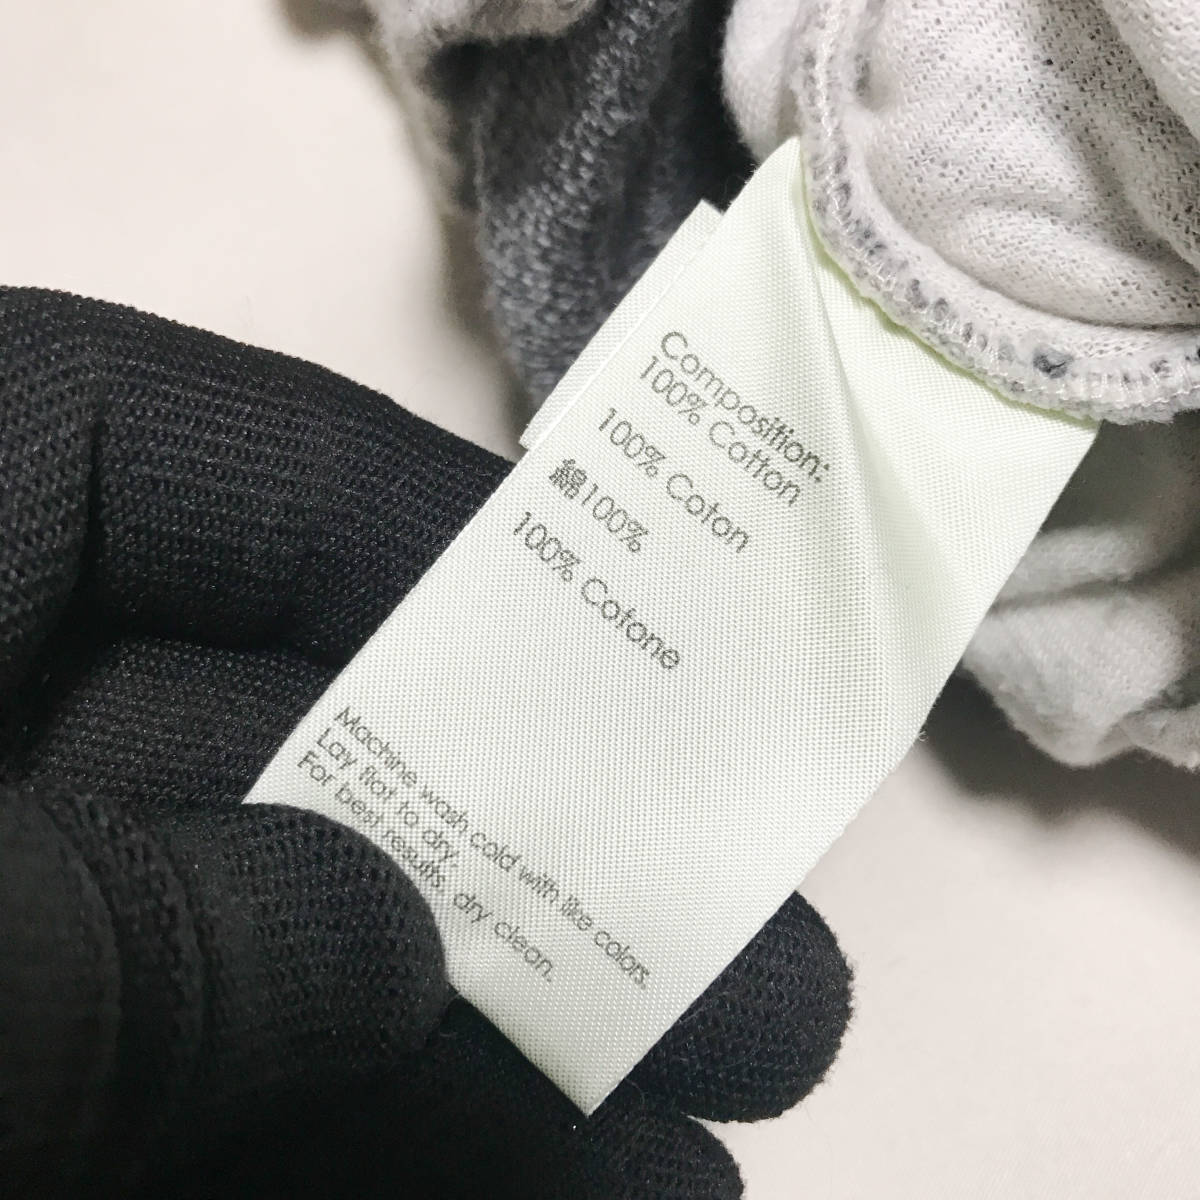 Composition:
100% Cotton
100% Coton
綿100%
100% Cotone
Machine wash cold with like colors.
Lay flat to dry.
For best results, dry clean.